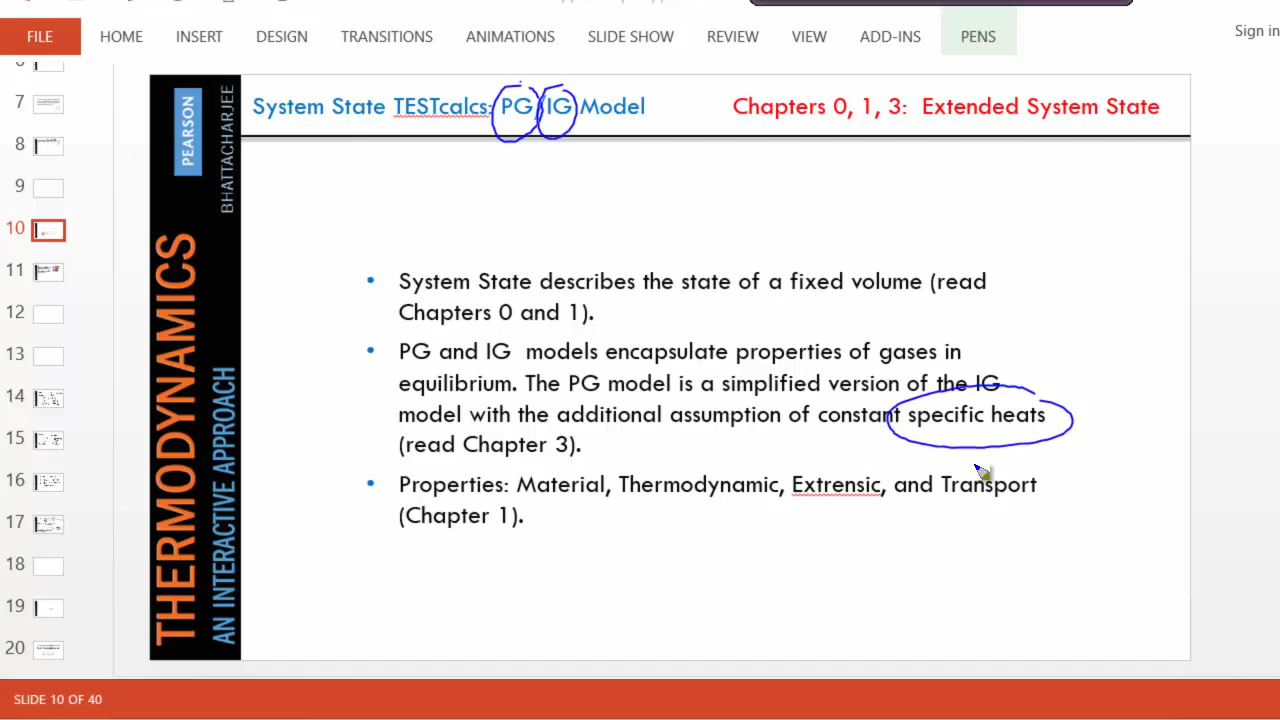 FILE HOME INSERT DESIGN TRANSITIONS ANIMATIONS SLIDE SHOW REVIEW VIEW ADD-INS PENS Sign in
7
8
9
10
11
12
13
14
15
16
17
18
19
20
PEARSON
BHATTACHARJEE
THERMODYNAMICS
AN INTERACTIVE APPROACH
System State TESTcalcs: PG, IG Model
Chapters 0, 1, 3: Extended System State
• System State describes the state of a fixed volume (read
Chapters 0 and 1).
• PG and IG models encapsulate properties of gases in
equilibrium. The PG model is a simplified version of the IG
model with the additional assumption of constant specific heats
(read Chapter 3).
• Properties: Material, Thermodynamic, Extrensic, and Transport
(Chapter 1).
SLIDE 10 OF 40